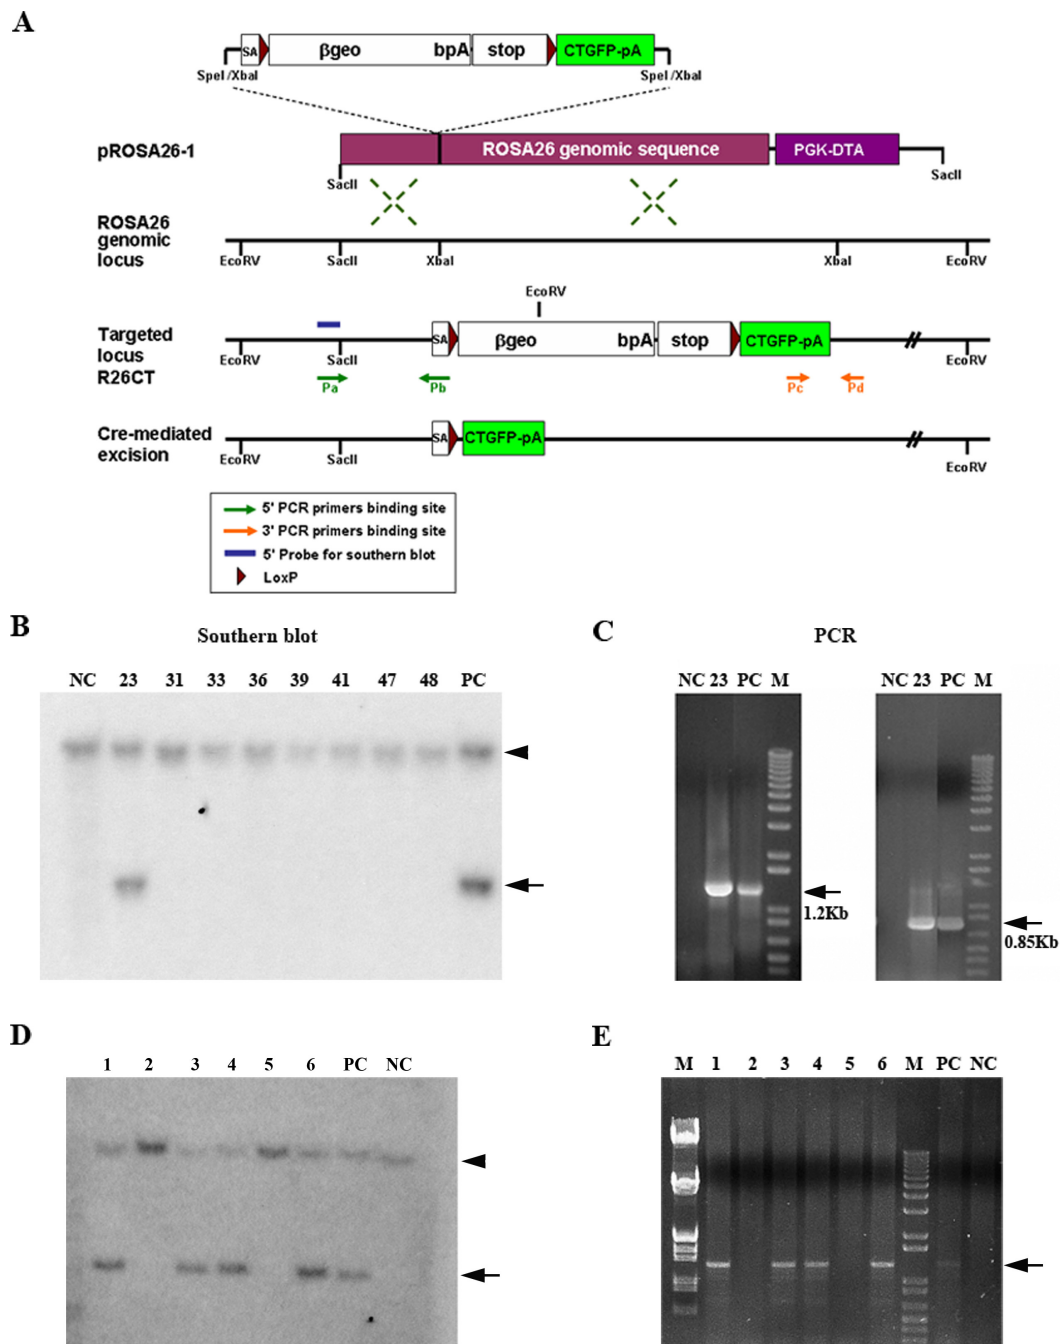 A
SA
βgeo
bpA
stop
CTGFP-pA
SpeI /XbaI
SpeI /XbaI
pROSA26-1
ROSA26 genomic sequence
PGK-DTA
SacII
SacII
ROSA26
genomic
locus
EcoRV
SacII
XbaI
XbaI
EcoRV
EcoRV
Targeted
locus
R26CT
SA
βgeo
bpA
stop
CTGFP-pA
EcoRV
SacII
EcoRV
Pa
Pb
Pc
Pd
Cre-mediated
excision
SA
CTGFP-pA
EcoRV
SacII
EcoRV
5' PCR primers binding site
3' PCR primers binding site
5' Probe for southern blot
LoxP
B
Southern blot
NC 23 31 33 36 39 41 47 48 PC
C
PCR
NC 23 PC M
1.2Kb
NC 23 PC M
0.85Kb
D
1 2 3 4 5 6 PC NC
E
M 1 2 3 4 5 6 M PC NC